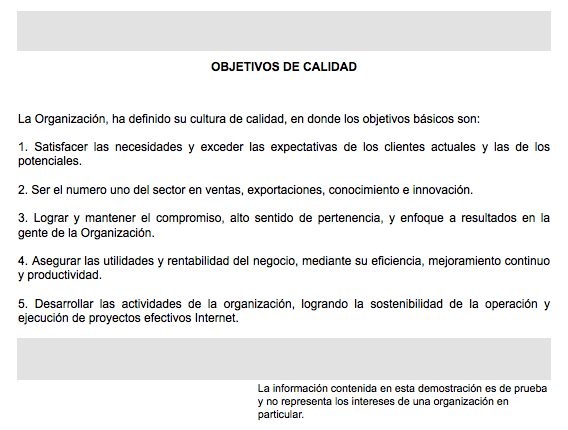 OBJETIVOS DE CALIDAD
La Organización, ha definido su cultura de calidad, en donde los objetivos básicos son:
1. Satisfacer las necesidades y exceder las expectativas de los clientes actuales y las de los
potenciales.
2. Ser el numero uno del sector en ventas, exportaciones, conocimiento e innovación.
3. Lograr y mantener el compromiso, alto sentido de pertenencia, y enfoque a resultados en la
gente de la Organización.
4. Asegurar las utilidades y rentabilidad del negocio, mediante su eficiencia, mejoramiento continuo
y productividad.
5. Desarrollar las actividades de la organización, logrando la sostenibilidad de la operación y
ejecución de proyectos efectivos Internet.
La información contenida en esta demostración es de prueba
y no representa los intereses de una organización en
particular.